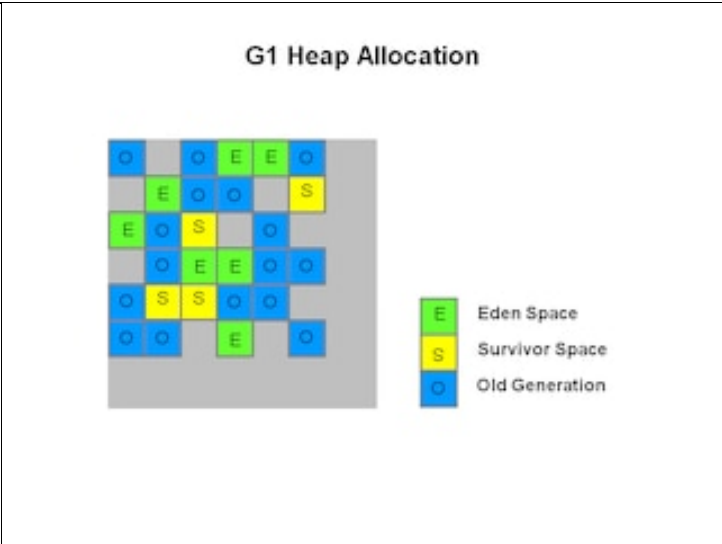 G1 Heap Allocation
O O E E O
E O O S
E O S O
O E E O O
O S S O O
O O E O
E Eden Space
S Survivor Space
O Old Generation